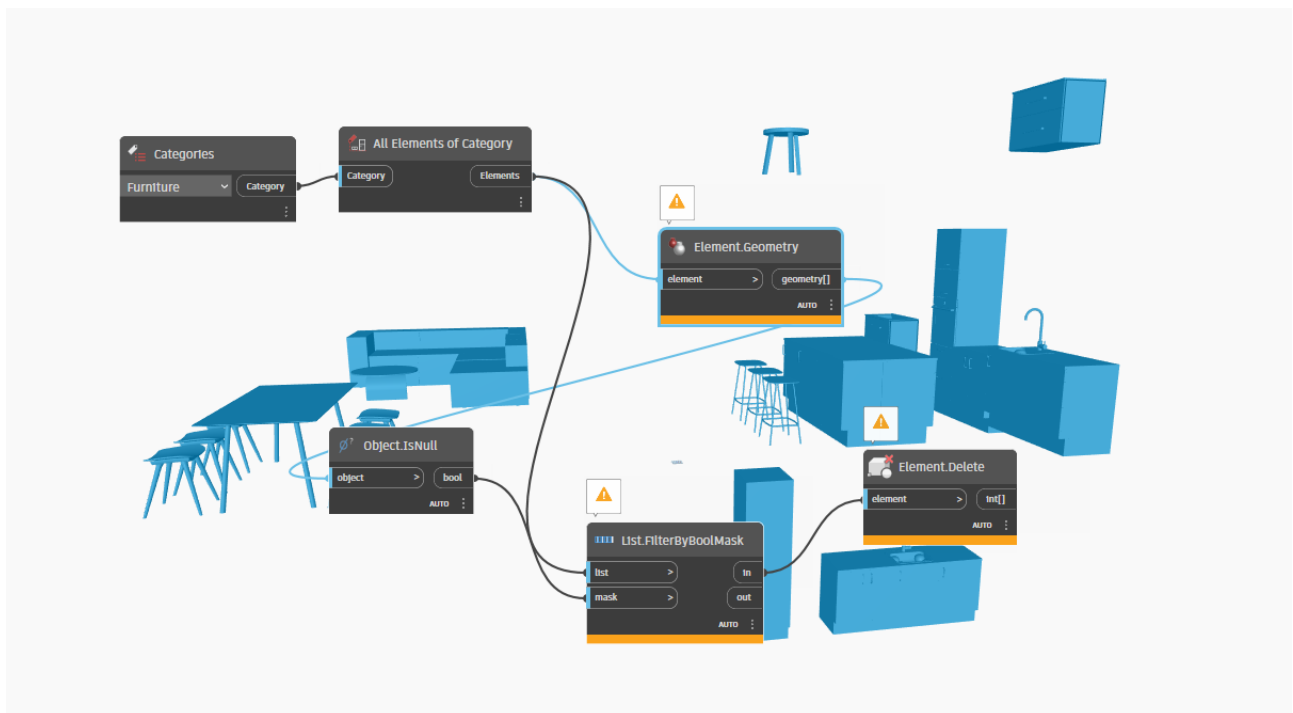 Categories
Furniture
Category
All Elements of Category
Category
Elements
Element.Geometry
element >
geometry[]
AUTO
Object.IsNull
object >
bool
AUTO
List.FilterByBoolMask
list >
in
mask >
out
AUTO
Element.Delete
element >
int[]
AUTO